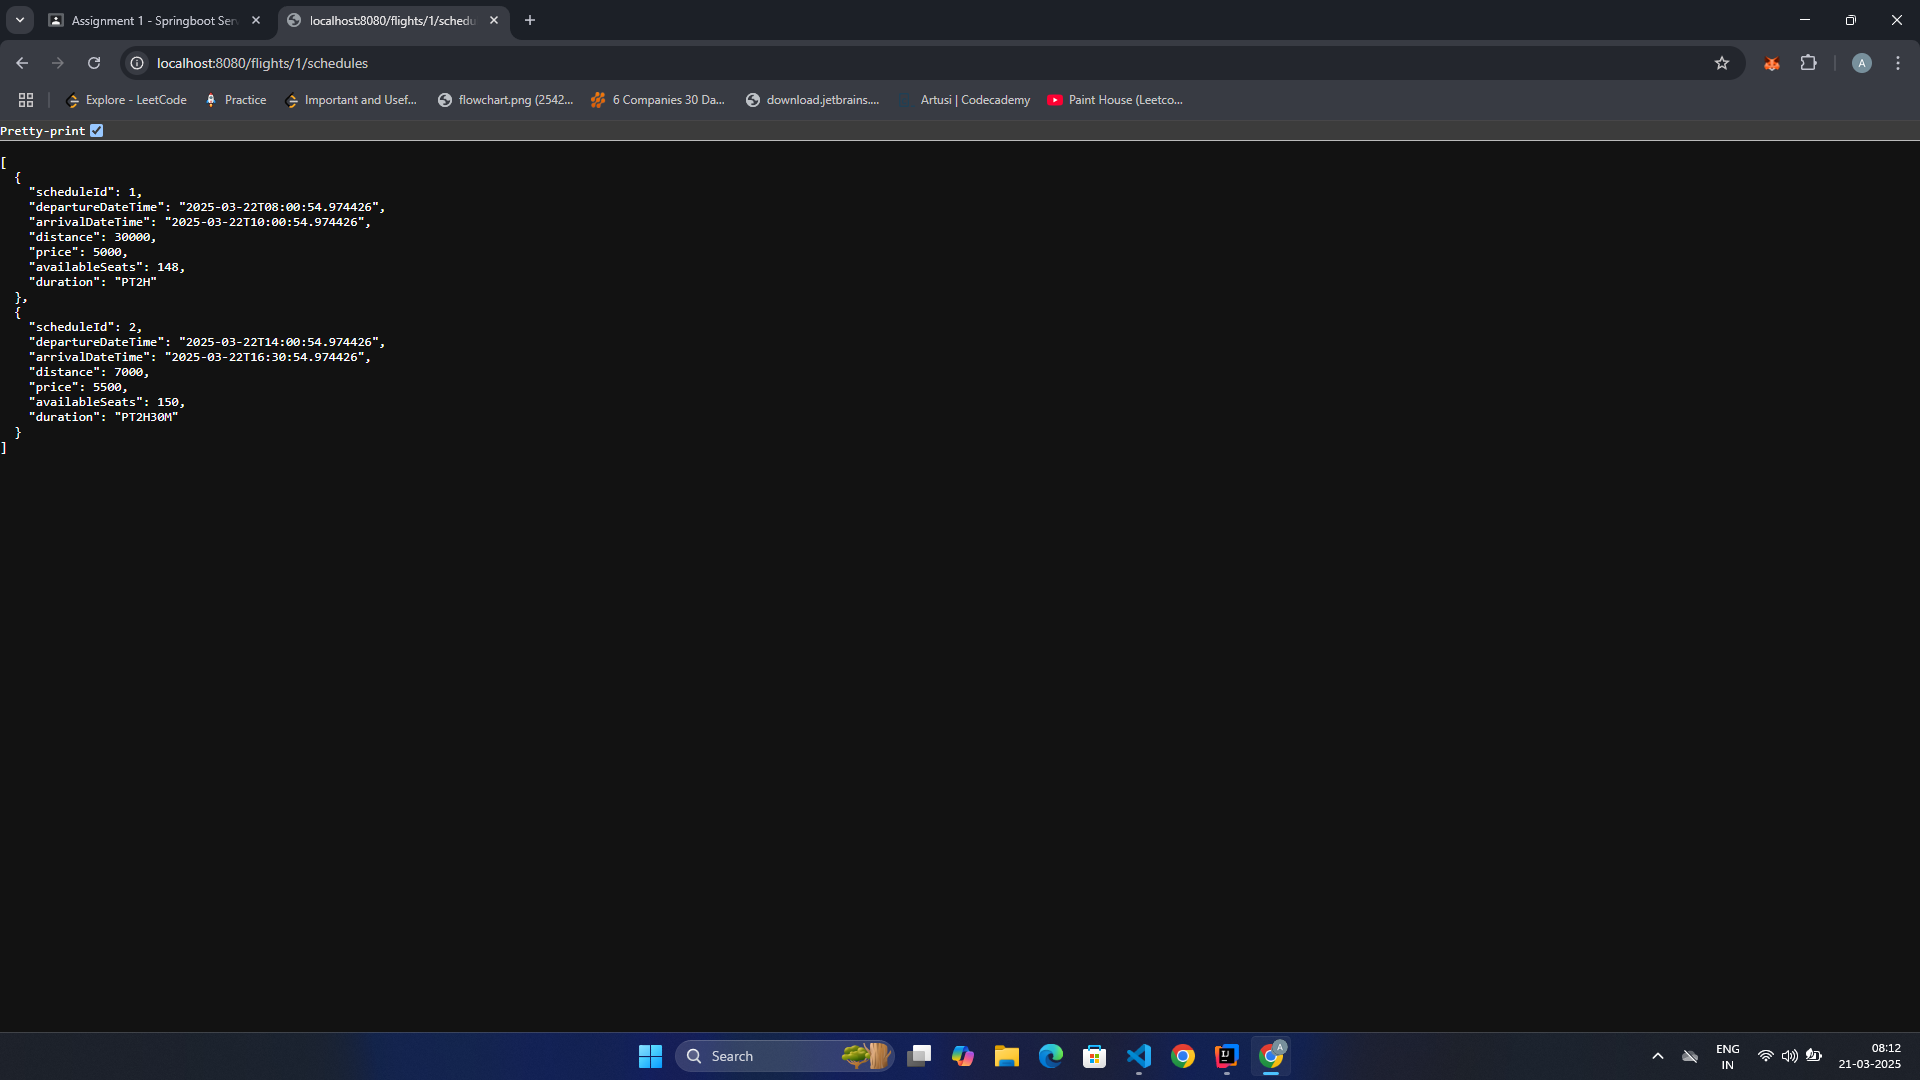 Assignment 1 - Springboot Ser
localhost:8080/flights/1/schedu
localhost:8080/flights/1/schedules
A
Explore - LeetCode
Practice
Important and Usef...
flowchart.png (2542...
6 Companies 30 Da...
download.jetbrains....
Artusi | Codecademy
Paint House (Leetco...
Pretty-print
[
  {
    "scheduleId": 1,
    "departureDateTime": "2025-03-22T08:00:54.974426",
    "arrivalDateTime": "2025-03-22T10:00:54.974426",
    "distance": 30000,
    "price": 5000,
    "availableSeats": 148,
    "duration": "PT2H"
  },
  {
    "scheduleId": 2,
    "departureDateTime": "2025-03-22T14:00:54.974426",
    "arrivalDateTime": "2025-03-22T16:30:54.974426",
    "distance": 7000,
    "price": 5500,
    "availableSeats": 150,
    "duration": "PT2H30M"
  }
]
Search
IJ
A
ENG
IN
08:12
21-03-2025